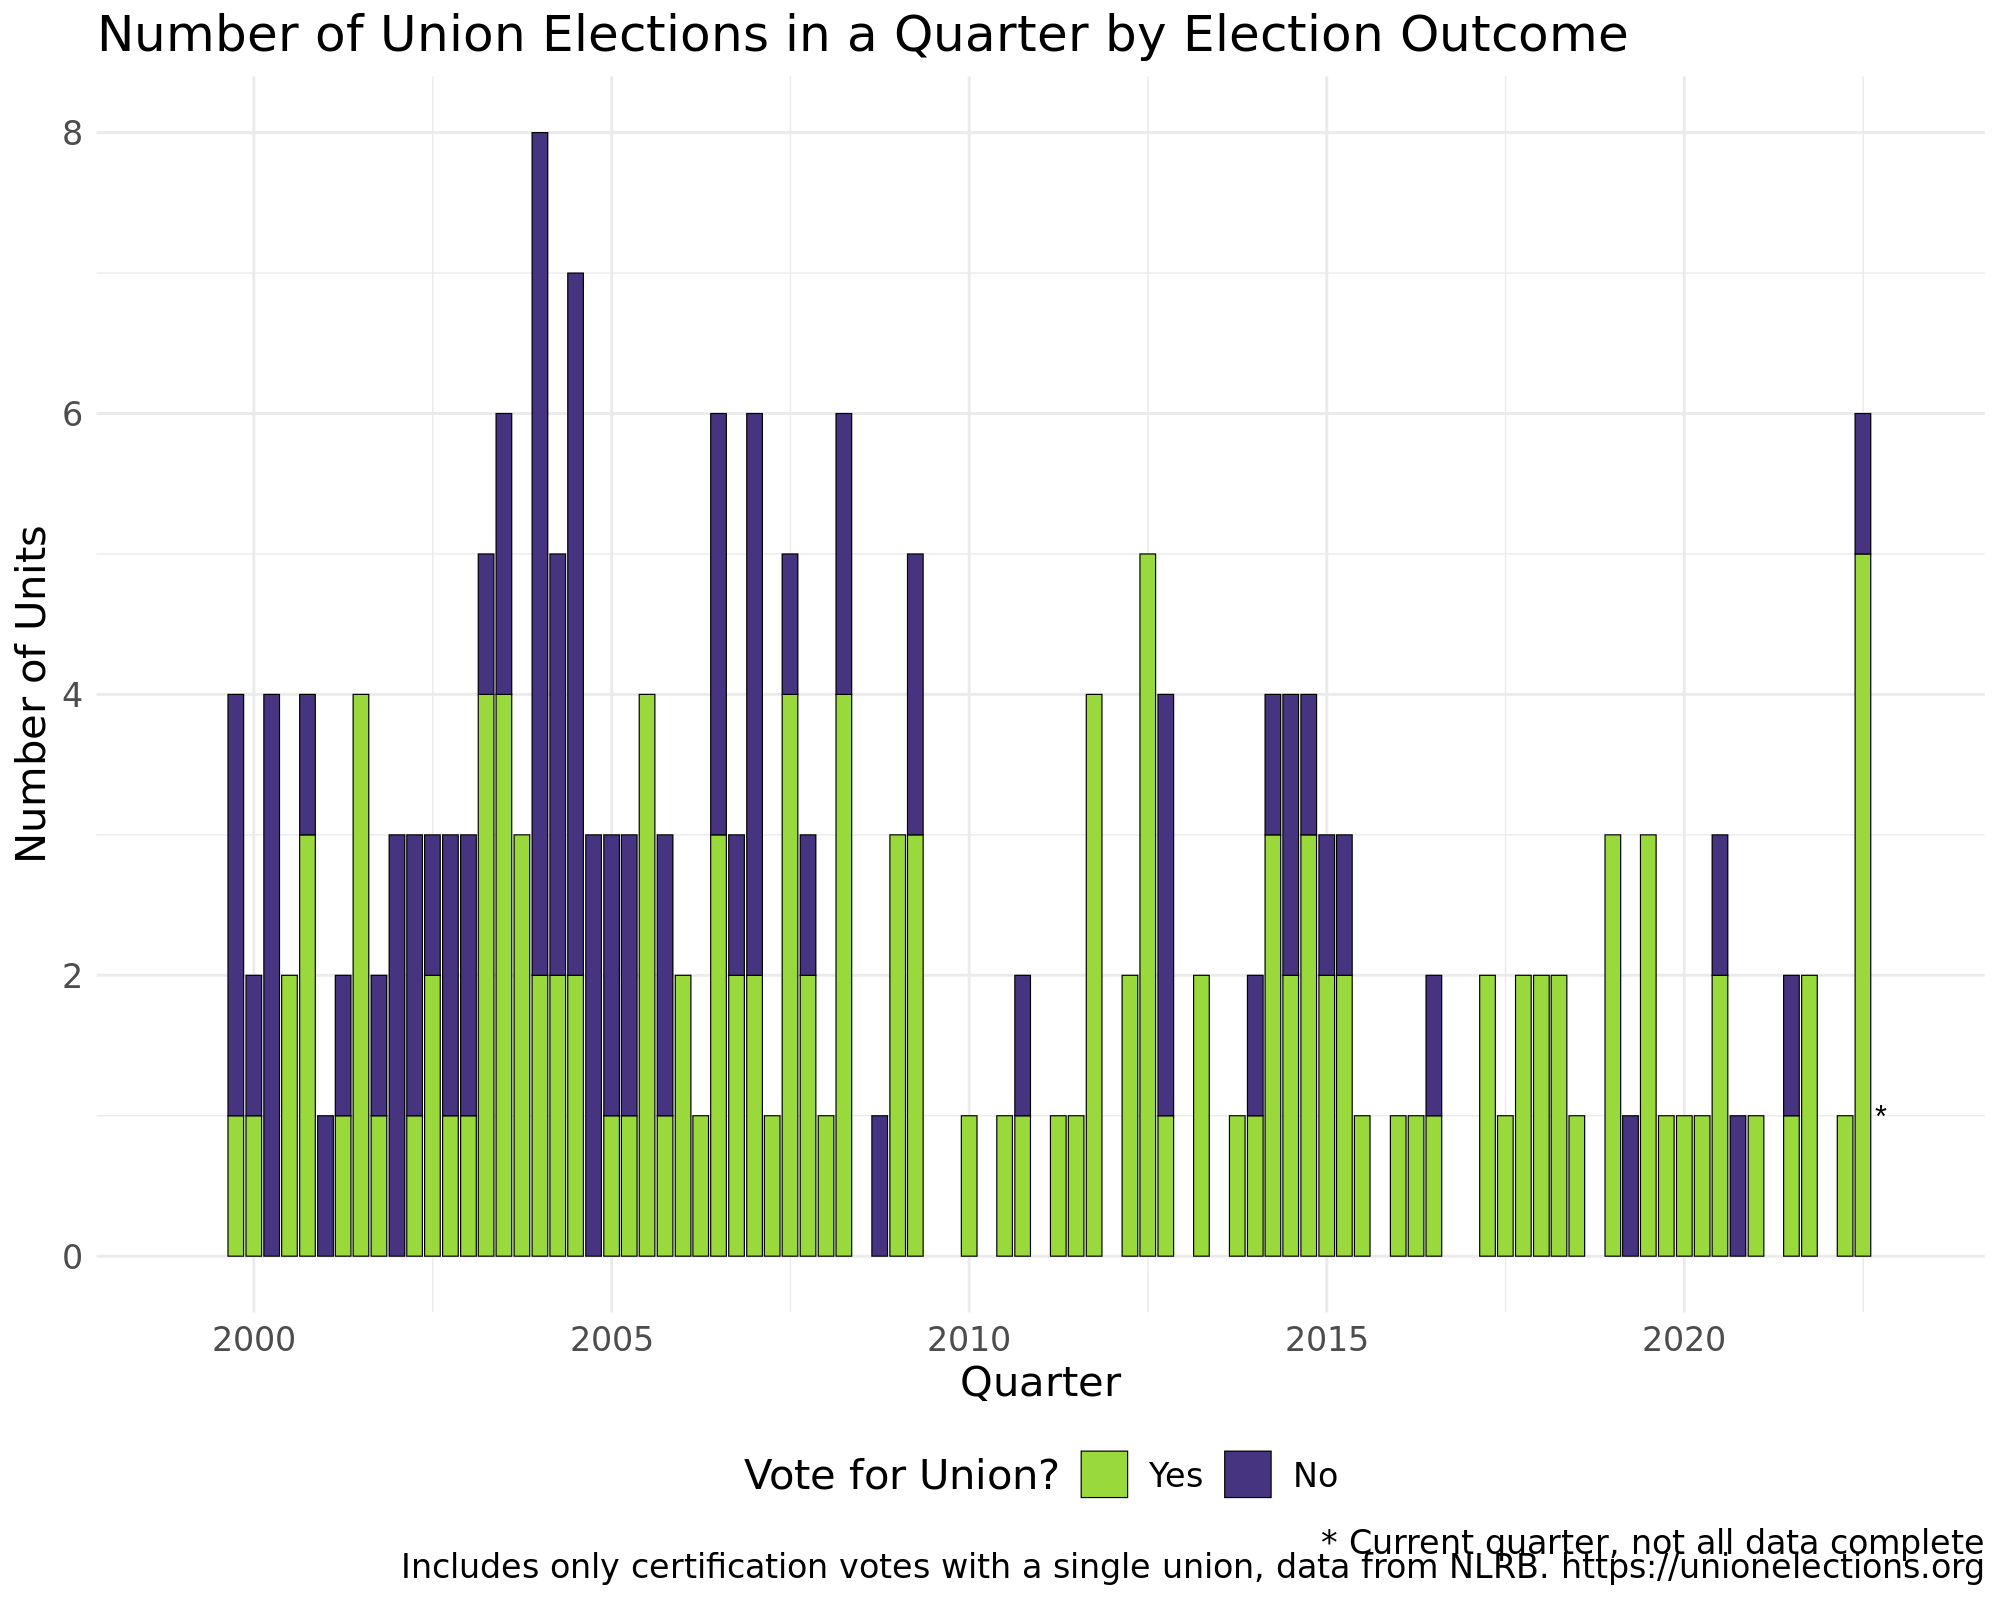 Number of Union Elections in a Quarter by Election Outcome
8
6
4
2
0
Number of Units
*
2000 2005 2010 2015 2020
Quarter
Vote for Union? Yes No
* Current quarter, not all data complete
Includes only certification votes with a single union, data from NLRB. https://unionelections.org